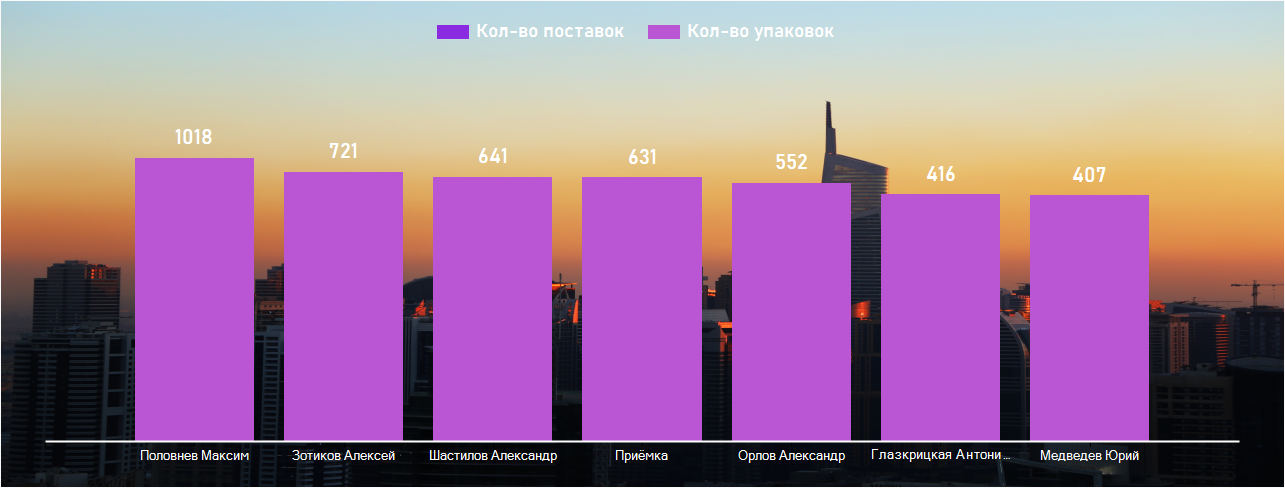 Кол-во поставок Кол-во упаковок
1018 721 641 631 552 416 407
Половнев Максим Зотиков Алексей Шастилов Александр Приёмка Орлов Александр Глазкрицкая Антони... Медведев Юрий